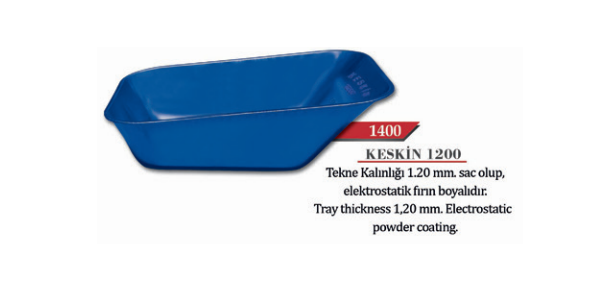 KESKİN
1400
KESKİN 1200
Tekne Kalınlığı 1.20 mm. sac olup,
elektrostatik fırın boyalıdır.
Tray thickness 1,20 mm. Electrostatic
powder coating.